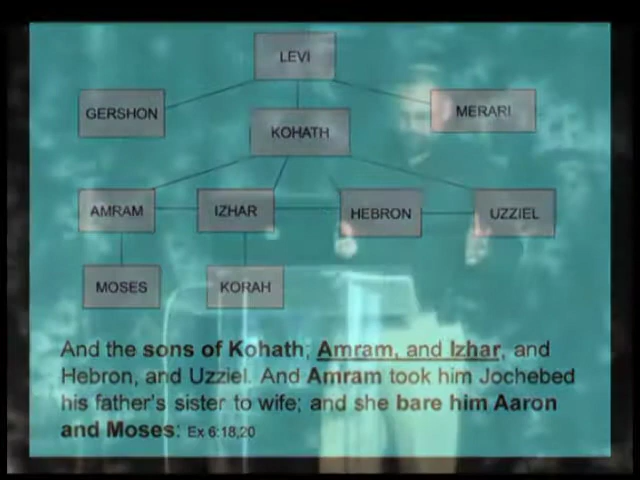 LEVI
GERSHON
MERARI
KOHATH
AMRAM
IZHAR
HEBRON
UZZIEL
MOSES
KORAH
And the sons of Kohath; Amram, and Izhar, and
Hebron, and Uzziel. And Amram took him Jochebed
his father's sister to wife; and she bare him Aaron
and Moses: Ex 6:18,20